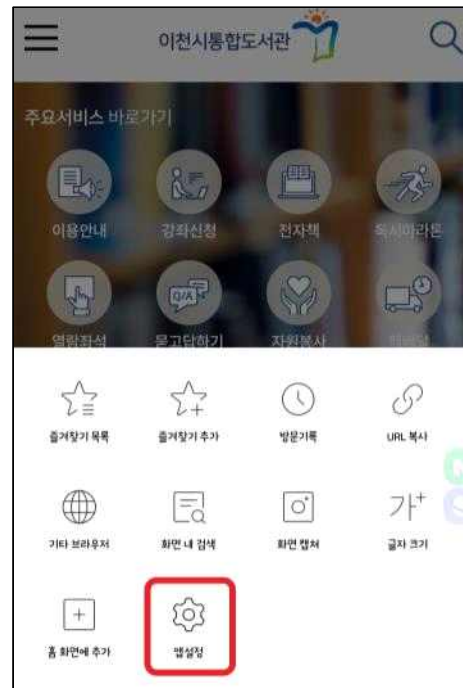 이천시통합도서관
주요서비스 바로가기
이용안내 강좌신청 전자책 독서마라톤
열람좌석 묻고답하기 자원봉사
Q/A
즐겨찾기 목록 즐겨찾기 추가 방문기록 URL 복사
가+
기타 브라우저 화면 내 검색 화면 캡쳐 글자 크기
홈 화면에 추가 앱설정